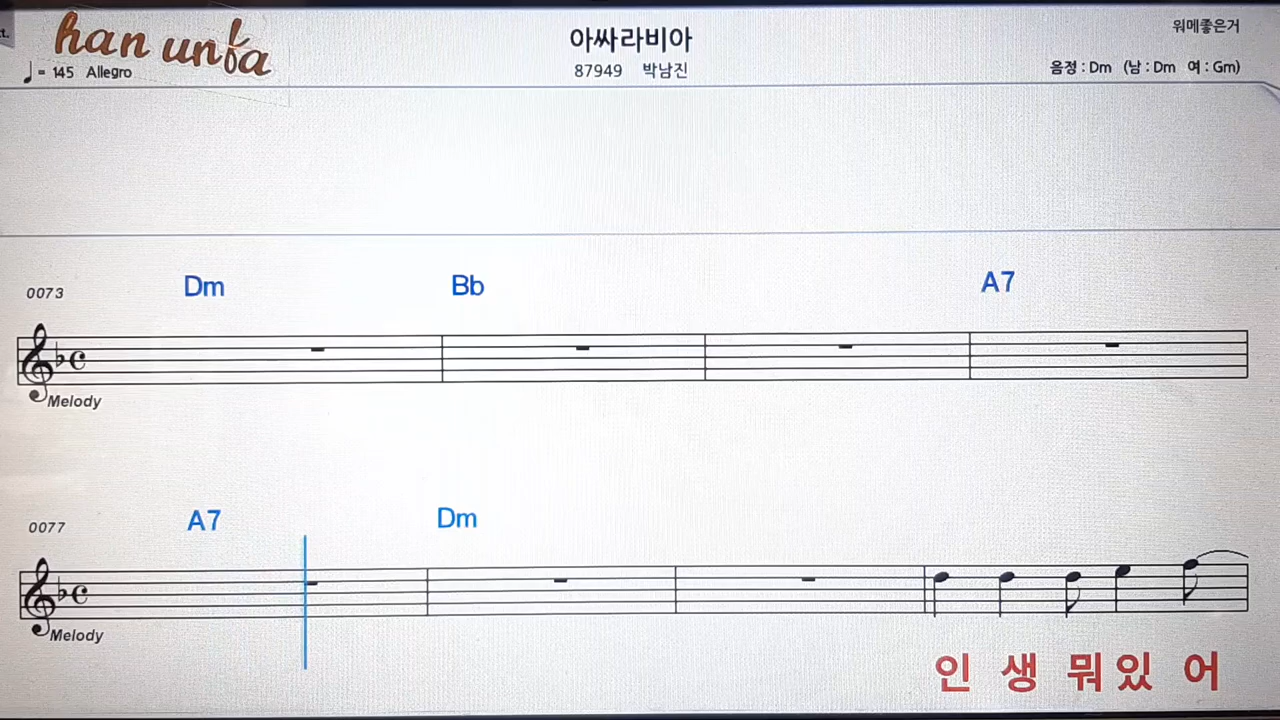 han unfa
아싸라비아
워메좋은거
♩ = 145 Allegro
87949 박남진
음정 : Dm (남 : Dm 여 : Gm)
0073
Dm Bb A7
Melody
0077
A7 Dm
Melody
인 생 뭐 있 어